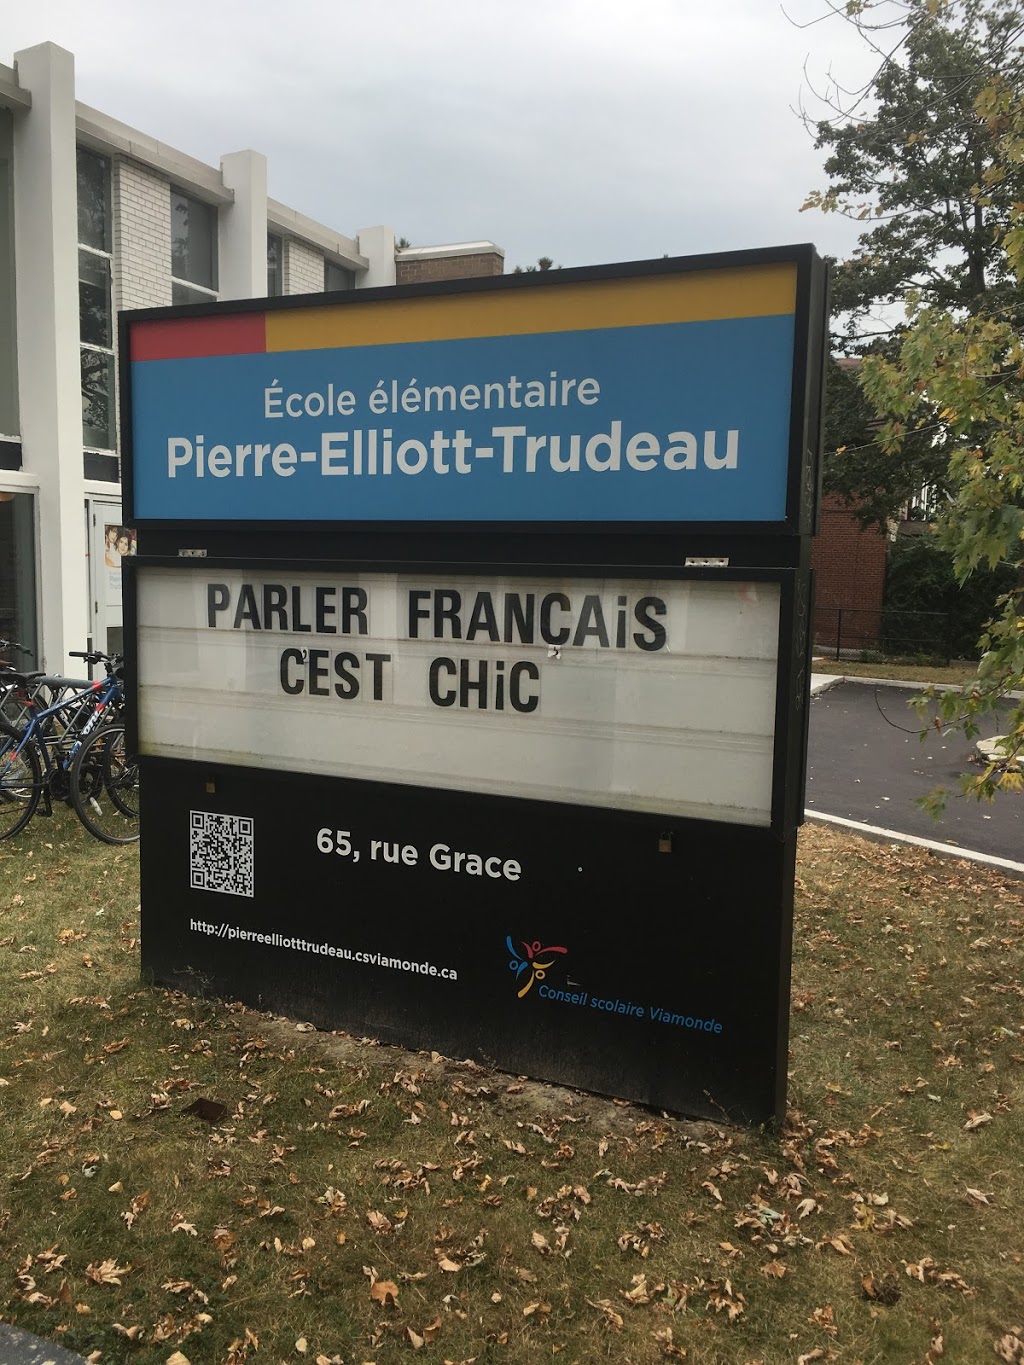 École élémentaire
Pierre-Elliott-Trudeau
PARLER FRANÇAiS
C'EST CHiC
65, rue Grace
http://pierreelliotttrudeau.csviamonde.ca
Conseil scolaire Viamonde